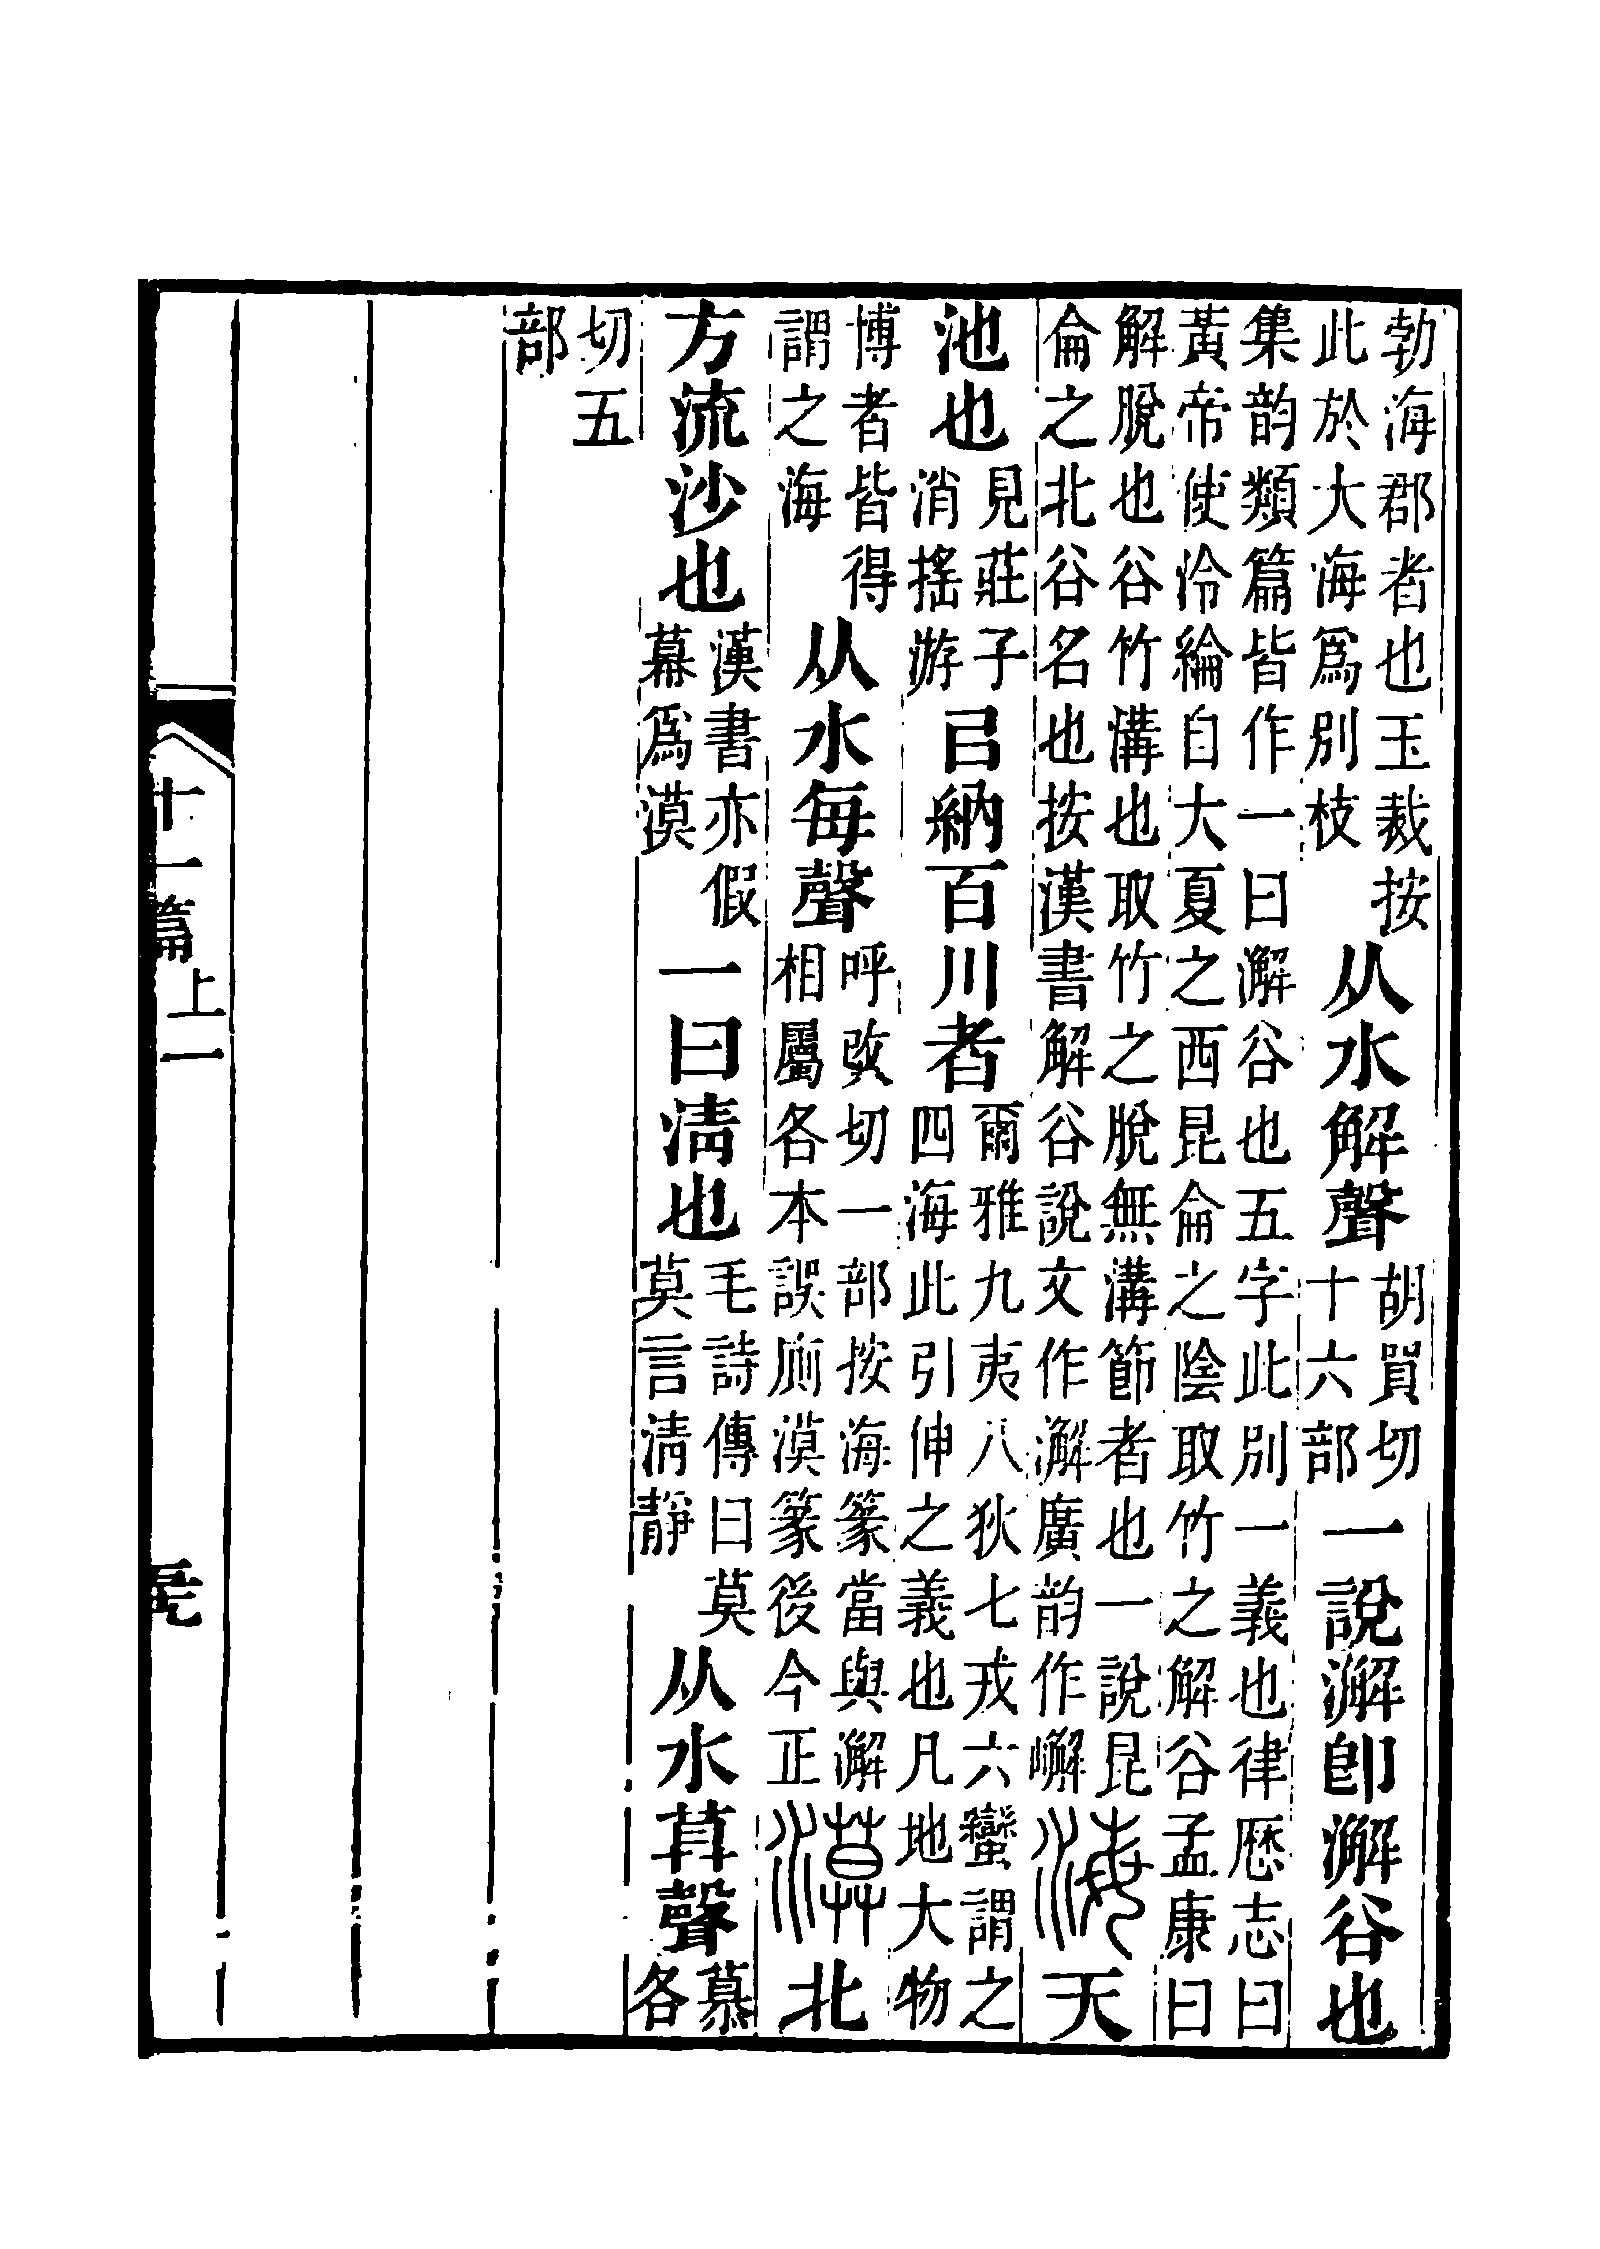 勃海郡者也玉裁按此於大海爲別枝从水解聲胡買切十六部一說澥卽澥谷也
集韵類篇皆作一曰澥谷也五字此別一義也律厯志曰黃帝使泠綸自大夏之西昆侖之陰取竹之解谷孟康曰
解脫也谷竹溝也取竹之脫無溝節者也一說昆侖之北谷名也按漢書解谷說文作澥廣韵作嶰海天
池也見莊子消搖游㠯納百川者爾雅九夷八狄七戎六蠻謂之四海此引伸之義也凡地大物
博者皆得謂之海从水每聲呼改切一部按海篆當與澥相屬各本誤廁漠篆後今正漠北
方流沙也漢書亦假幕爲漠一曰淸也毛詩傳曰莫莫言淸靜从水莫聲慕各
切五部
十一篇上一